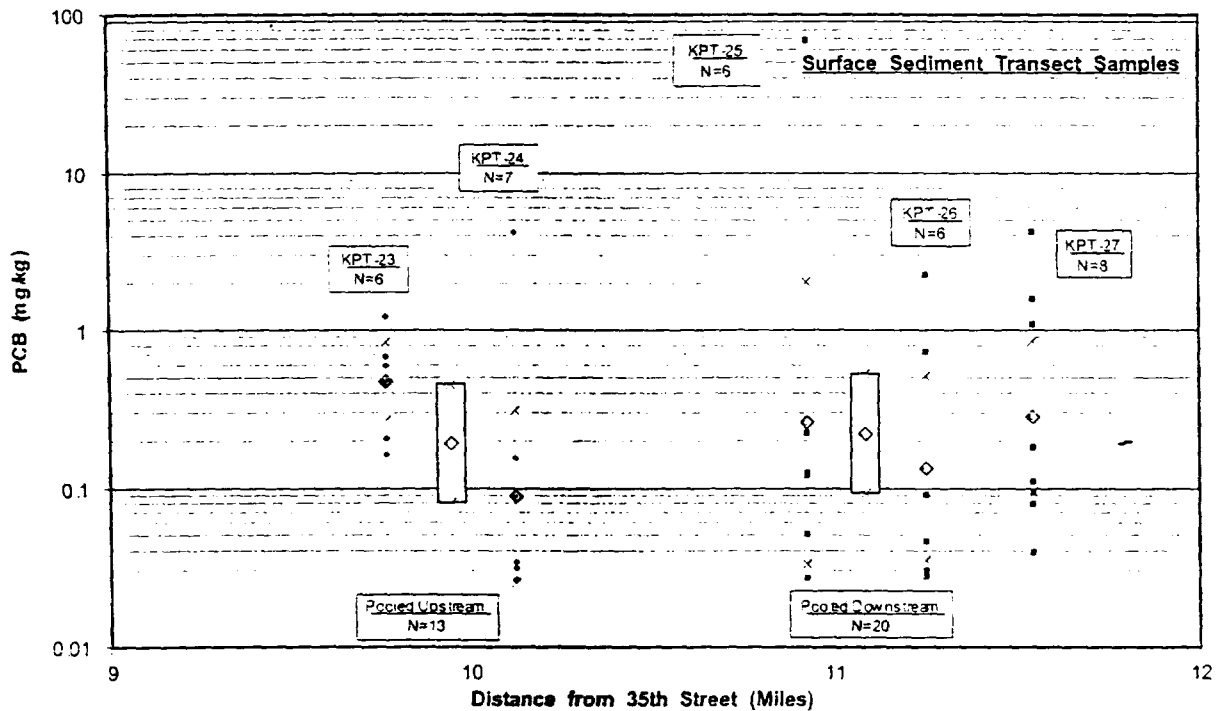 100
KPT-25
N=6
Surface Sediment Transect Samples
KPT-24
N=7
10
KPT-26
N=6
KPT-27
N=8
KPT-23
N=6
PCB (mg/kg)
1
0.1
Pooled Upstream
N=13
Pooled Downstream
N=20
0.01
9
10
11
12
Distance from 35th Street (Miles)